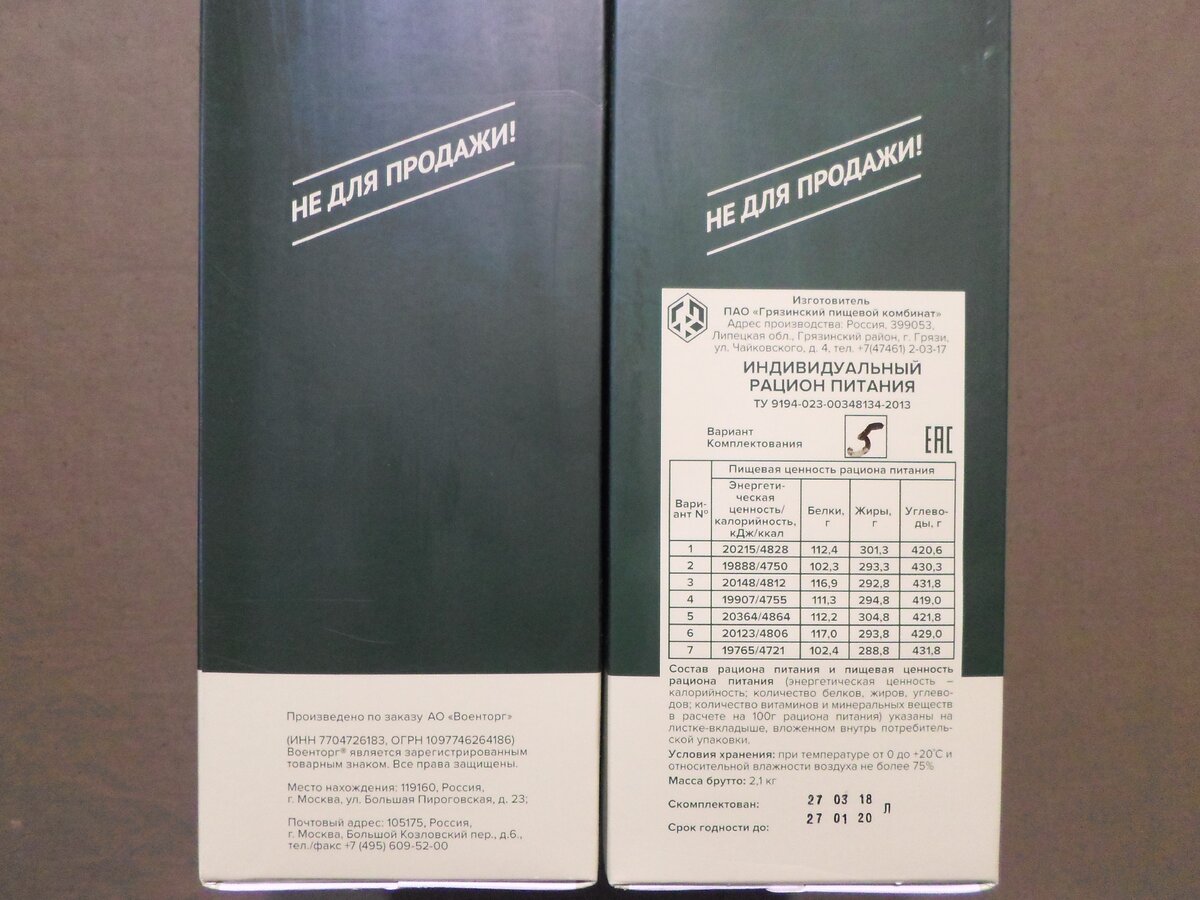 НЕ ДЛЯ ПРОДАЖИ!
Произведено по заказу АО «Военторг»
(ИНН 7704726183, ОГРН 1097746264186)
Военторг® является зарегистрированным
товарным знаком. Все права защищены.
Место нахождения: 119160, Россия,
г. Москва, ул. Большая Пироговская, д. 23;
Почтовый адрес: 105175, Россия,
г. Москва, Большой Козловский пер., д.6.,
тел./факс +7 (495) 609-52-00
НЕ ДЛЯ ПРОДАЖИ!
Изготовитель
ПАО «Грязинский пищевой комбинат»
Адрес производства: Россия, 399053,
Липецкая обл., Грязинский район, г. Грязи,
ул. Чайковского, д. 4, тел. +7(47461) 2-03-17
ИНДИВИДУАЛЬНЫЙ
РАЦИОН ПИТАНИЯ
ТУ 9194-023-00348134-2013
Вариант
Комплектования
5
ЕАС
Вари-
ант №
Пищевая ценность рациона питания
Энергети-
ческая
ценность/
калорийность,
кДж/ккал
Белки,
г
Жиры,
г
Углево-
ды, г
1 20215/4828 112,4 301,3 420,6
2 19888/4750 102,3 293,3 430,3
3 20148/4812 116,9 292,8 431,8
4 19907/4755 111,3 294,8 419,0
5 20364/4864 112,2 304,8 421,8
6 20123/4806 117,0 293,8 429,0
7 19765/4721 102,4 288,8 431,8
Состав рациона питания и пищевая ценность
рациона питания (энергетическая ценность –
калорийность; количество белков, жиров, углево-
дов; количество витаминов и минеральных веществ
в расчете на 100г рациона питания) указаны на
листке-вкладыше, вложенном внутрь потребитель-
ской упаковки.
Условия хранения: при температуре от 0 до +20°С и
относительной влажности воздуха не более 75%
Масса брутто: 2,1 кг
Скомплектован: 27 03 18 Л
Срок годности до: 27 01 20